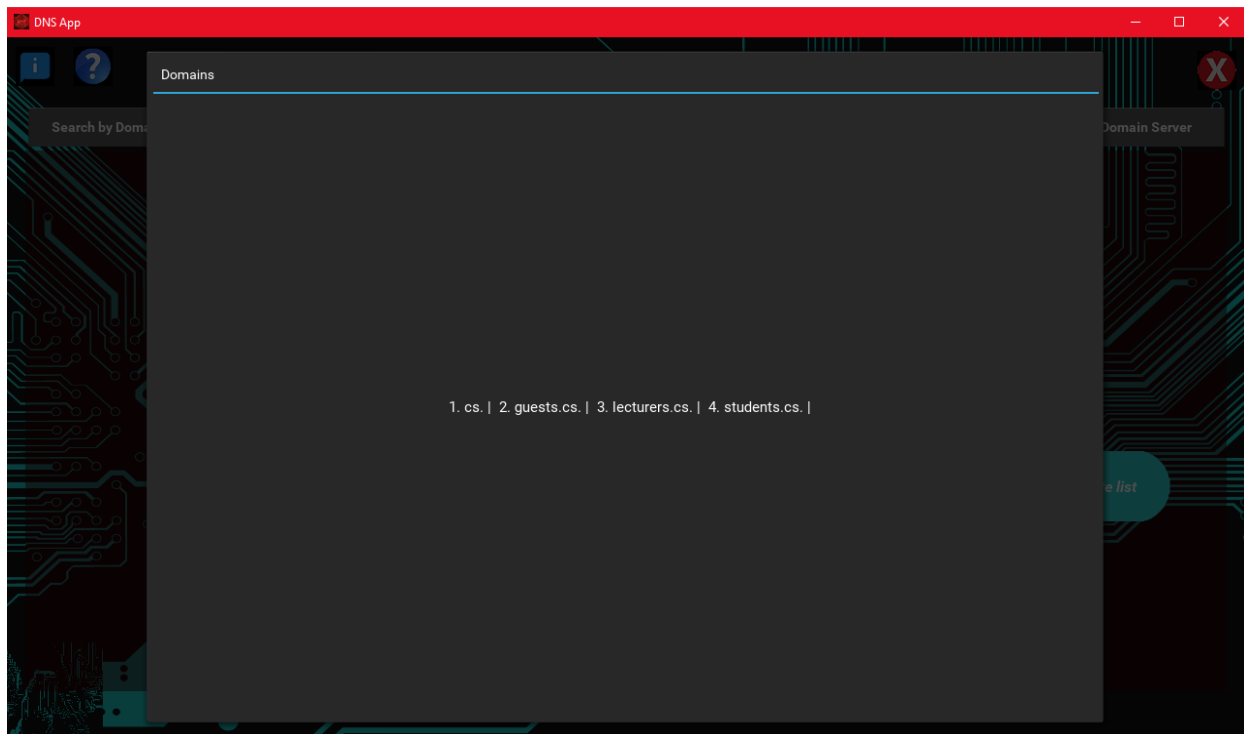 DNS App
i ?
Domains
X
Search by Doma
Domain Server
1. cs. | 2. guests.cs. | 3. lecturers.cs. | 4. students.cs. |
e list